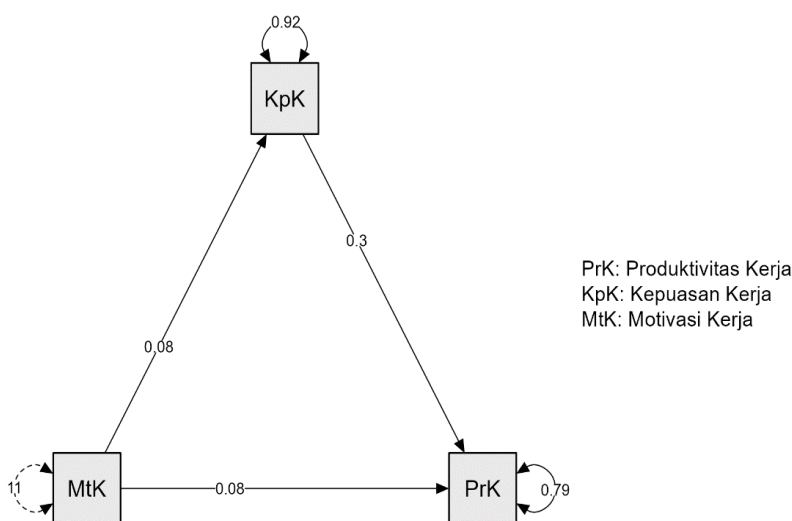 0.92
KpK
0.3
PrK: Produktivitas Kerja
KpK: Kepuasan Kerja
MtK: Motivasi Kerja
0.08
11
MtK
0.08
PrK
0.79